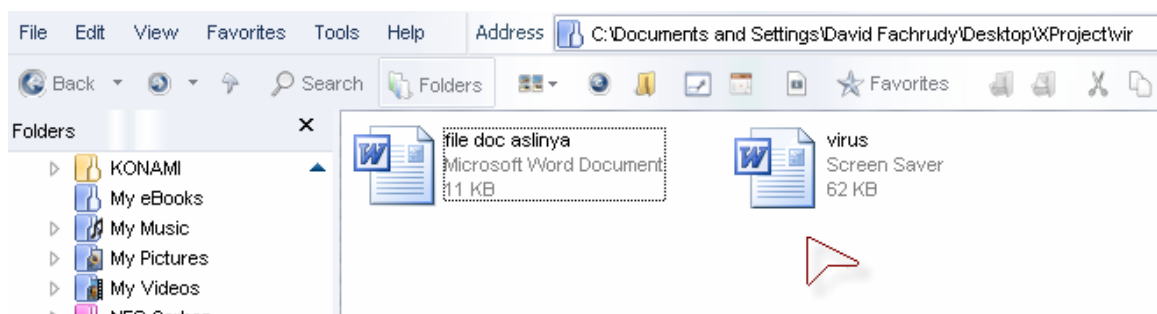 File Edit View Favorites Tools Help Address C:\Documents and Settings\David Fachrudy\Desktop\XProject\vir
Back Search Folders Favorites
Folders
KONAMI
My eBooks
My Music
My Pictures
My Videos
file doc aslinya
Microsoft Word Document
11 KB
virus
Screen Saver
62 KB